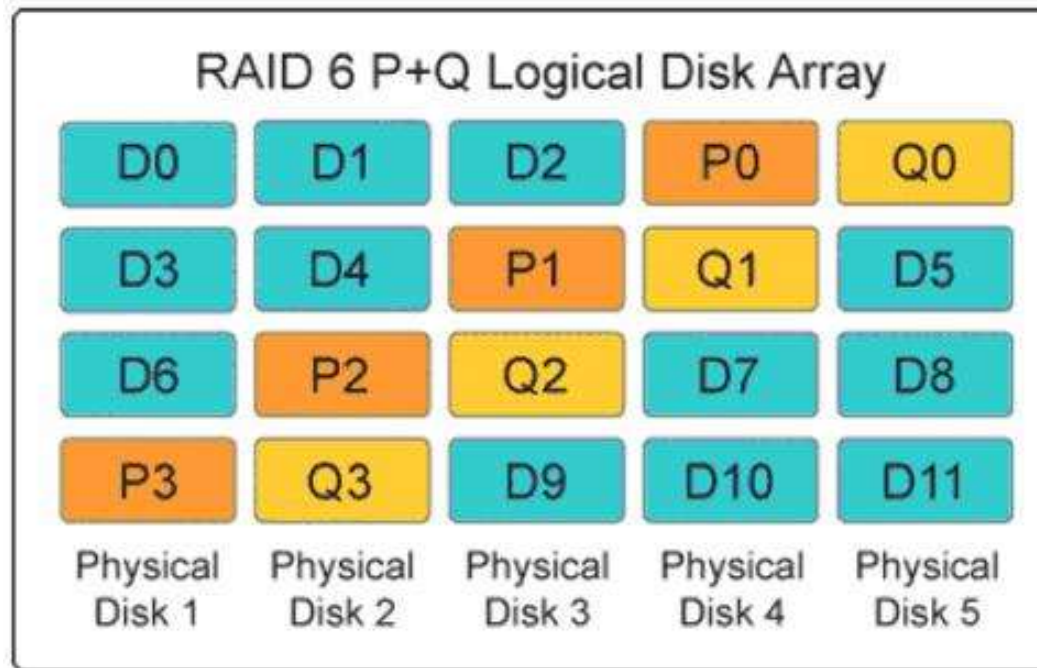 RAID 6 P+Q Logical Disk Array
D0 D1 D2 P0 Q0
D3 D4 P1 Q1 D5
D6 P2 Q2 D7 D8
P3 Q3 D9 D10 D11
Physical Physical Physical Physical Physical
Disk 1 Disk 2 Disk 3 Disk 4 Disk 5